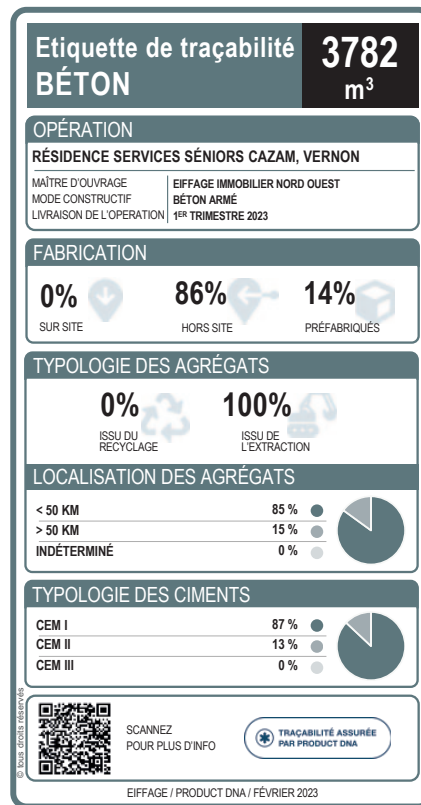 Etiquette de traçabilité
BÉTON
3782
m³
OPÉRATION
RÉSIDENCE SERVICES SÉNIORS CAZAM, VERNON
MAÎTRE D'OUVRAGE EIFFAGE IMMOBILIER NORD OUEST
MODE CONSTRUCTIF BÉTON ARMÉ
LIVRAISON DE L'OPERATION 1ER TRIMESTRE 2023
FABRICATION
0% 86% 14%
SUR SITE HORS SITE PRÉFABRIQUÉS
TYPOLOGIE DES AGRÉGATS
0% 100%
ISSU DU ISSU DE
RECYCLAGE L'EXTRACTION
LOCALISATION DES AGRÉGATS
< 50 KM 85 %
> 50 KM 15 %
INDÉTERMINÉ 0 %
TYPOLOGIE DES CIMENTS
CEM I 87 %
CEM II 13 %
CEM III 0 %
© tous droits réservés
SCANNEZ
POUR PLUS D'INFO
TRAÇABILITÉ ASSURÉE
PAR PRODUCT DNA
EIFFAGE / PRODUCT DNA / FÉVRIER 2023